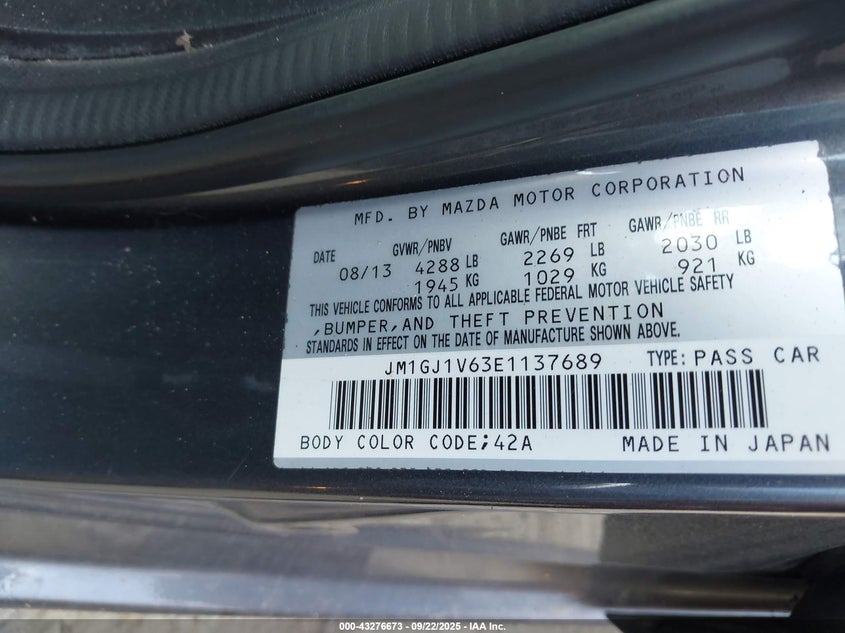 MFD. BY MAZDA MOTOR CORPORATION
DATE GVWR/PNBV GAWR/PNBE FRT GAWR/PNBE RR
08/13 4288 LB 2269 LB 2030 LB
1945 KG 1029 KG 921 KG
THIS VEHICLE CONFORMS TO ALL APPLICABLE FEDERAL MOTOR VEHICLE SAFETY
,BUMPER,AND THEFT PREVENTION
STANDARDS IN EFFECT ON THE DATE OF MANUFACTURE SHOWN ABOVE.
JM1GJ1V63E1137689 TYPE: PASS CAR
BODY COLOR CODE;42A MADE IN JAPAN
000-43276673 - 09/22/2025 - IAA Inc.